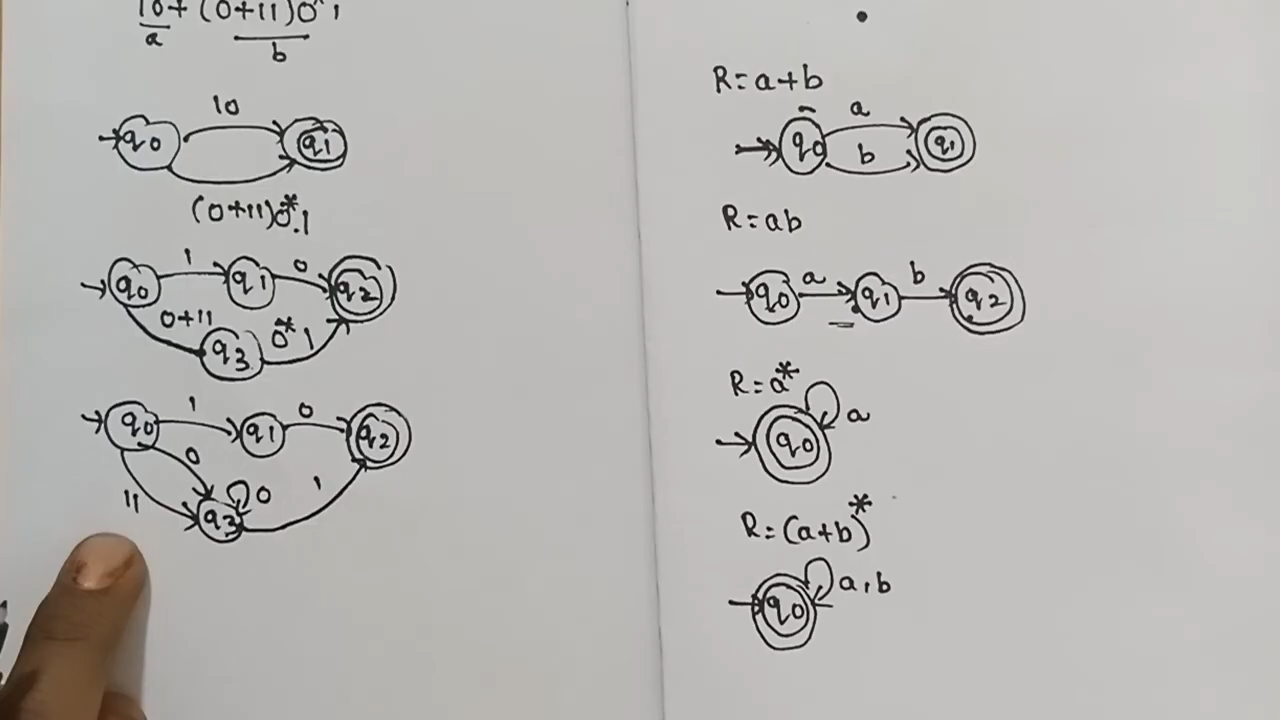 10+(0+11)0*1
a
b
10
q0
q1
(0+11)0*.1
1
0
q0
q1
q2
0+11
0*1
q3
1
0
q0
q1
q2
0
11
0
1
q3
R=a+b
a
q0
q1
b
R=ab
a
b
q0
q1
q2
R=a*
a
q0
R=(a+b)*
a,b
q0